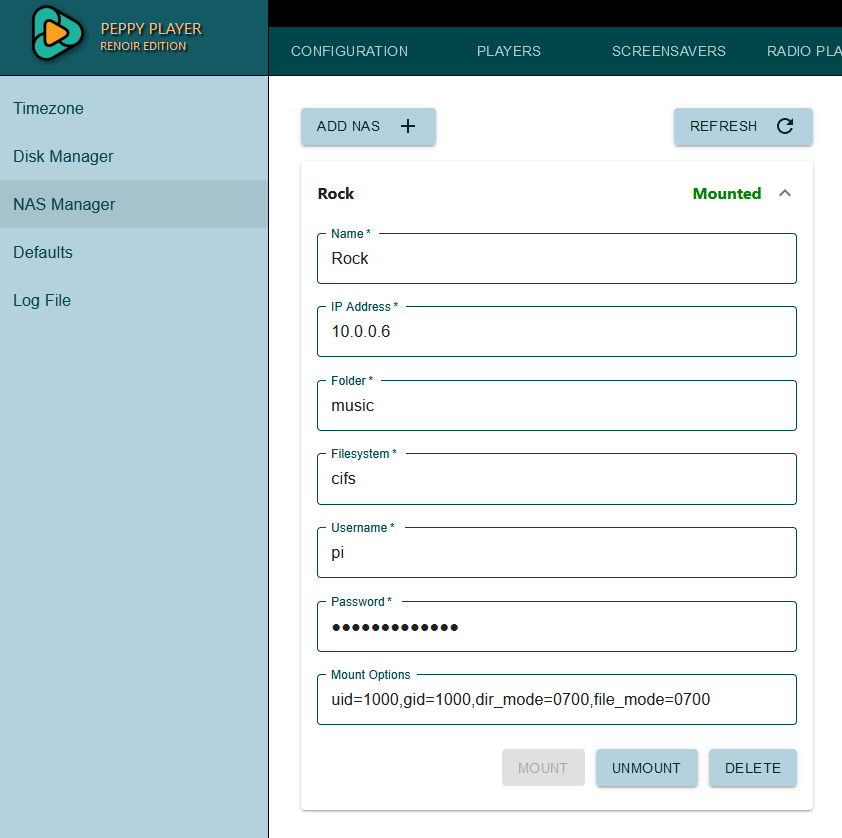 PEPPY PLAYER
RENOIR EDITION
CONFIGURATION PLAYERS SCREENSAVERS RADIO PLA
Timezone
Disk Manager
NAS Manager
Defaults
Log File
ADD NAS
REFRESH
Rock Mounted
Name *
Rock
IP Address *
10.0.0.6
Folder *
music
Filesystem *
cifs
Username *
pi
Password *
●●●●●●●●●●●●●
Mount Options
uid=1000,gid=1000,dir_mode=0700,file_mode=0700
MOUNT UNMOUNT DELETE